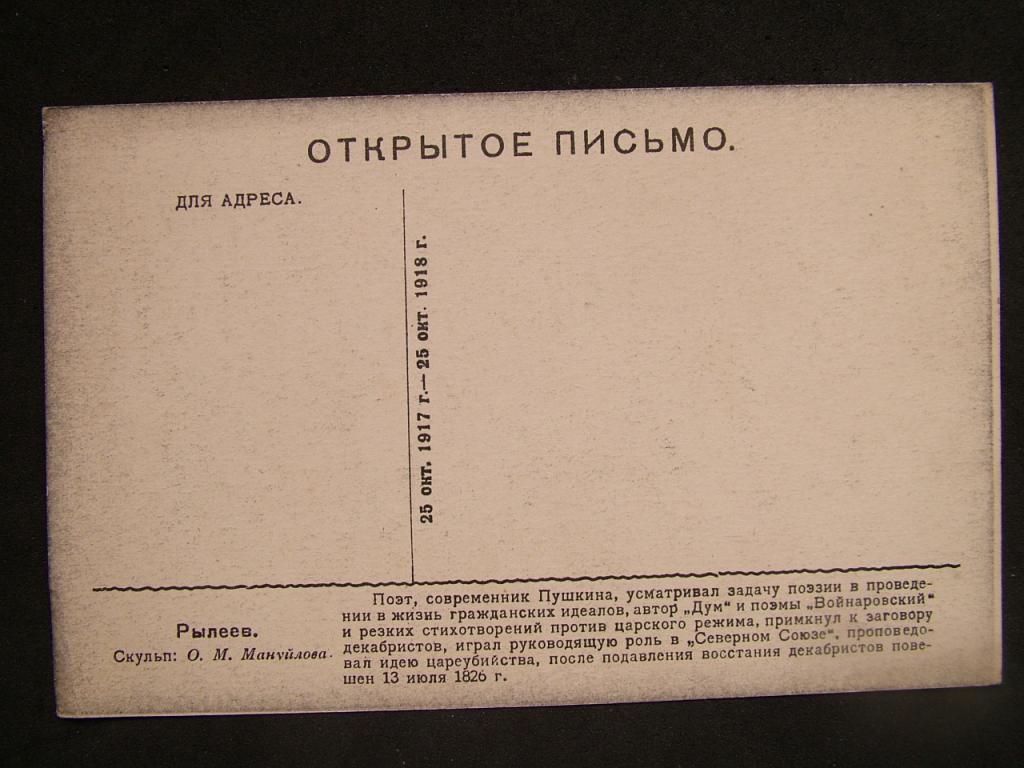 ОТКРЫТОЕ ПИСЬМО.
ДЛЯ АДРЕСА.
25 окт. 1917 г.—25 окт. 1918 г.
Рылеев.
Скульп: О. М. Мануйлова.
Поэт, современник Пушкина, усматривал задачу поэзии в проведе-
нии в жизнь гражданских идеалов, автор „Дум“ и поэмы „Войнаровский“
и резких стихотворений против царского режима, примкнул к заговору
декабристов, играл руководящую роль в „Северном Союзе“, проповедо-
вал идею цареубийства, после подавления восстания декабристов пове-
шен 13 июля 1826 г.